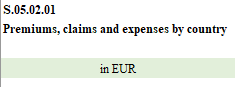 S.05.02.01
Premiums, claims and expenses by country
in EUR